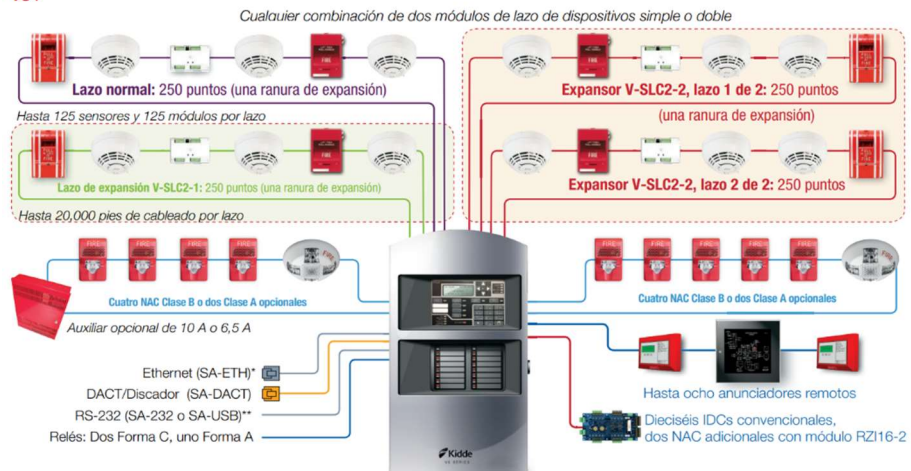 Cualquier combinación de dos módulos de lazo de dispositivos simple o doble
Lazo normal: 250 puntos (una ranura de expansión)
Hasta 125 sensores y 125 módulos por lazo
Lazo de expansión V-SLC2-1: 250 puntos (una ranura de expansión)
Hasta 20,000 pies de cableado por lazo
Expansor V-SLC2-2, lazo 1 de 2: 250 puntos
(una ranura de expansión)
Expansor V-SLC2-2, lazo 2 de 2: 250 puntos
FIRE FIRE FIRE FIRE
Cuatro NAC Clase B o dos Clase A opcionales
Auxiliar opcional de 10 A o 6,5 A
FIRE FIRE FIRE FIRE FIRE
Cuatro NAC Clase B o dos Clase A opcionales
Ethernet (SA-ETH)*
DACT/Discador (SA-DACT)
RS-232 (SA-232 o SA-USB)**
Relés: Dos Forma C, uno Forma A
Kidde
Hasta ocho anunciadores remotos
Dieciséis IDCs convencionales,
dos NAC adicionales con módulo RZI16-2